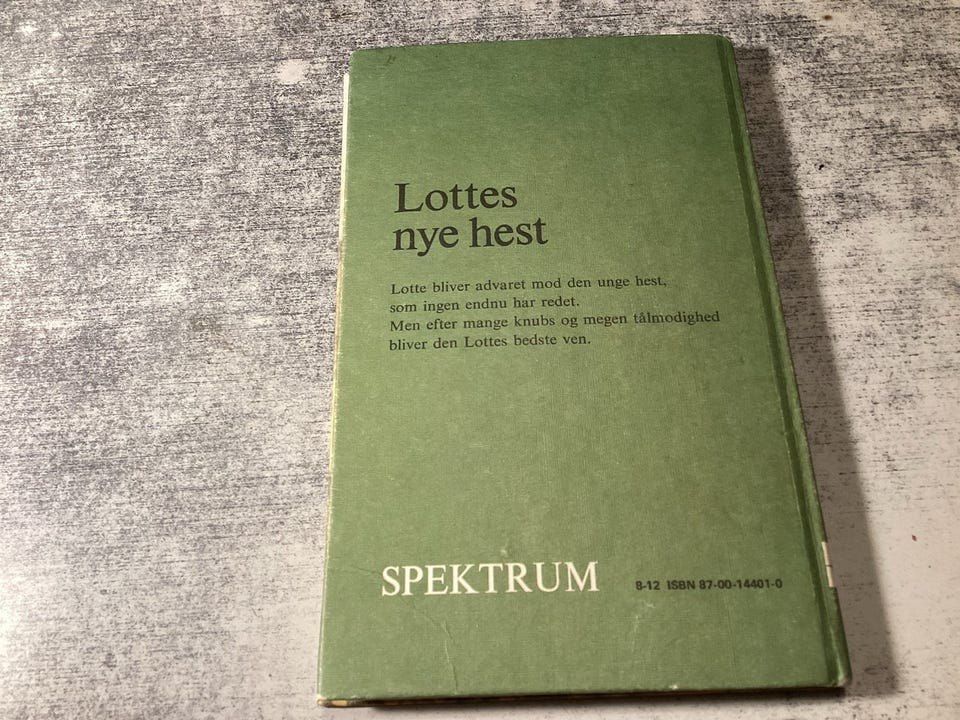 Lottes
nye hest
Lotte bliver advaret mod den unge hest,
som ingen endnu har redet.
Men efter mange knubs og megen tålmodighed
bliver den Lottes bedste ven.
SPEKTRUM
8-12 ISBN 87-00-14401-0